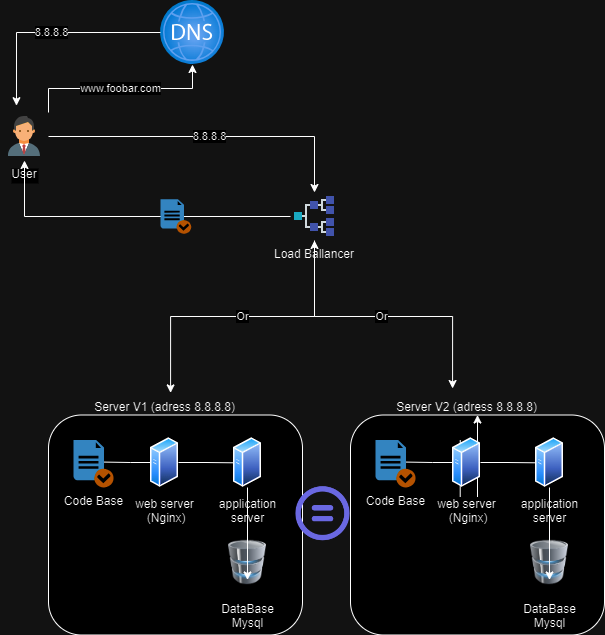 DNS
8.8.8.8
www.foobar.com
8.8.8.8
User
Load Ballancer
Or
Or
Server V1 (adress 8.8.8.8)
Server V2 (adress 8.8.8.8)
Code Base
web server
(Nginx)
application
server
DataBase
Mysql
Code Base
web server
(Nginx)
application
server
DataBase
Mysql